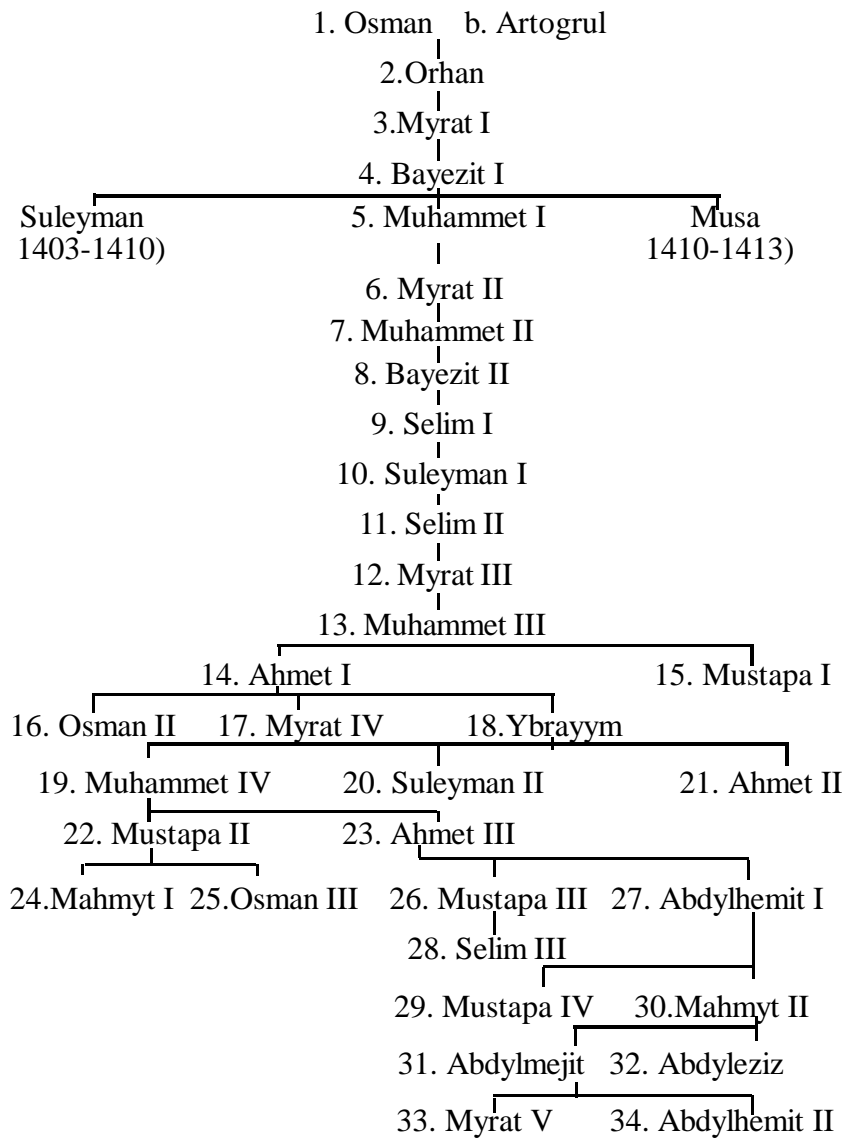 1. Osman b. Artogrul
2.Orhan
3.Myrat I
4. Bayezit I
Suleyman 5. Muhammet I Musa
1403-1410) 1410-1413)
6. Myrat II
7. Muhammet II
8. Bayezit II
9. Selim I
10. Suleyman I
11. Selim II
12. Myrat III
13. Muhammet III
14. Ahmet I 15. Mustapa I
16. Osman II 17. Myrat IV 18.Ybrayym
19. Muhammet IV 20. Suleyman II 21. Ahmet II
22. Mustapa II 23. Ahmet III
24.Mahmyt I 25.Osman III 26. Mustapa III 27. Abdylhemit I
28. Selim III
29. Mustapa IV 30.Mahmyt II
31. Abdylmejit 32. Abdyleziz
33. Myrat V 34. Abdylhemit II